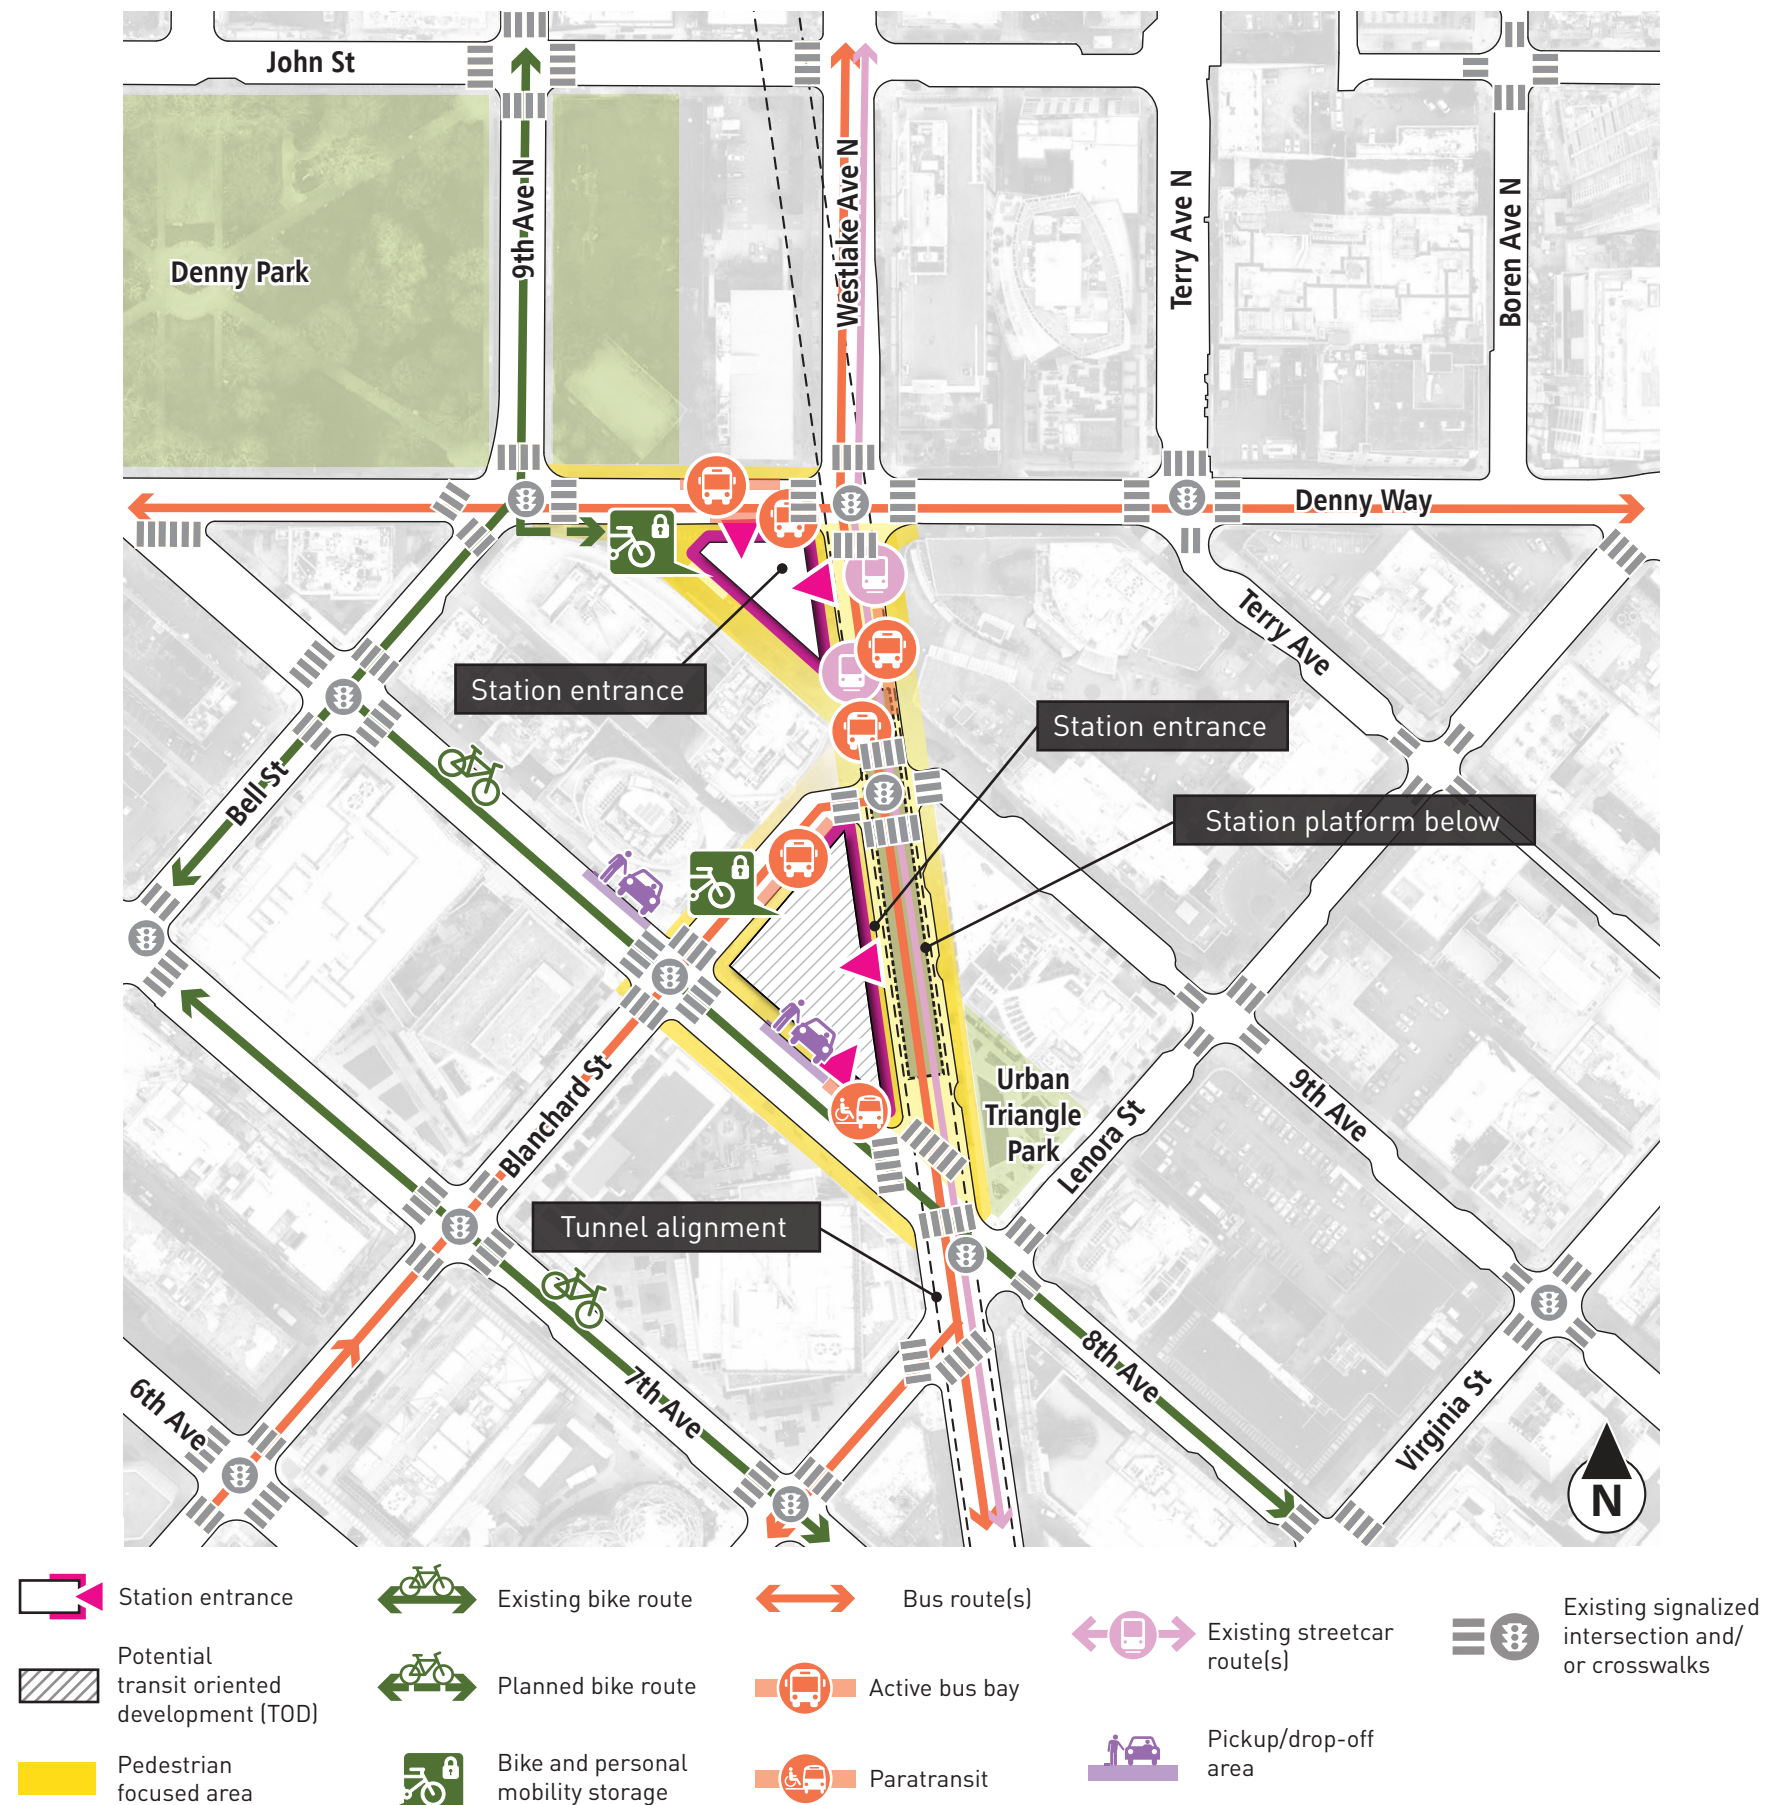 John St
9th Ave N
Westlake Ave N
Terry Ave N
Boren Ave N
Denny Park
Denny Way
Terry Ave
Station entrance
Station entrance
Bell St
Station platform below
Urban
Triangle
Park
9th Ave
Lenora St
Blanchard St
Tunnel alignment
8th Ave
7th Ave
6th Ave
Virginia St
N
Station entrance
Potential
transit oriented
development (TOD)
Pedestrian
focused area
Existing bike route
Planned bike route
Bike and personal
mobility storage
Bus route(s)
Active bus bay
Paratransit
Existing streetcar
route(s)
Pickup/drop-off
area
Existing signalized
intersection and/
or crosswalks